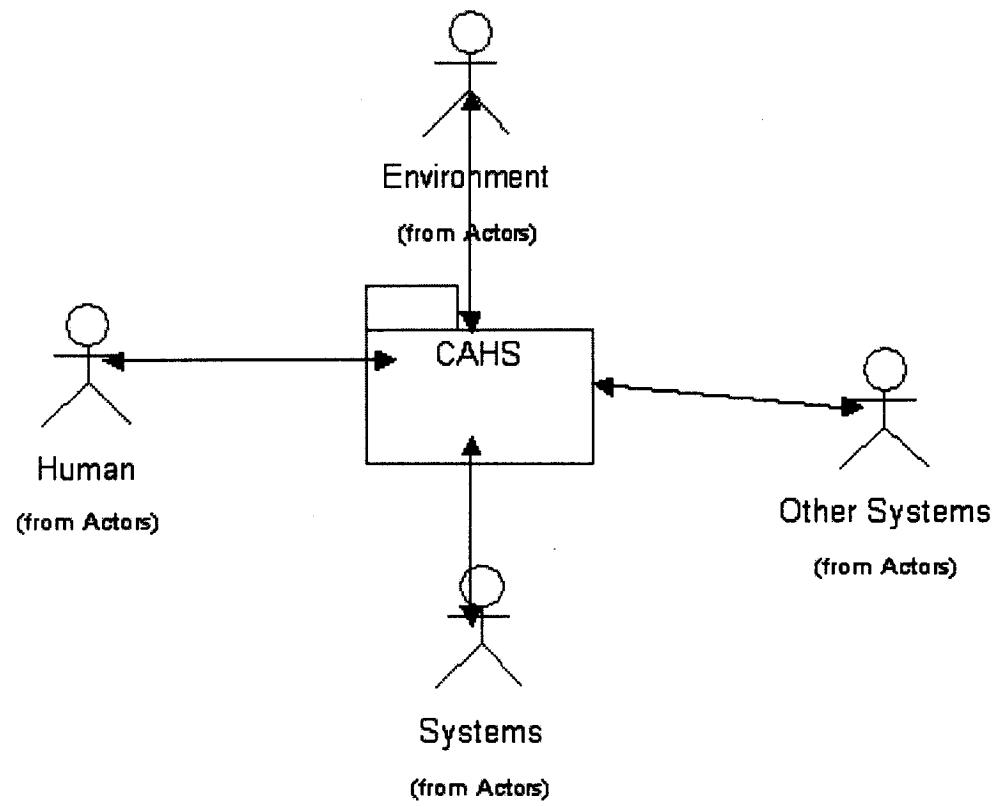 Environment
(from Actors)
CAHS
Human
(from Actors)
Other Systems
(from Actors)
Systems
(from Actors)